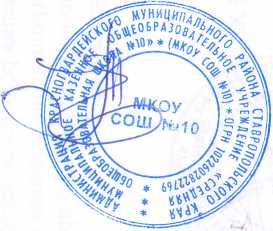 АДМИНИСТРАЦИЯ КРАСНОГВАРДЕЙСКОГО МУНИЦИПАЛЬНОГО РАЙОНА СТАВРОПОЛЬСКОГО КРАЯ
МУНИЦИПАЛЬНОЕ КАЗЕННОЕ ОБЩЕОБРАЗОВАТЕЛЬНОЕ УЧРЕЖДЕНИЕ «СРЕДНЯЯ
ОБЩЕОБРАЗОВАТЕЛЬНАЯ ШКОЛА №10» * (МКОУ СОШ №10) * ОГРН 1022602822769 *
МКОУ
СОШ №10